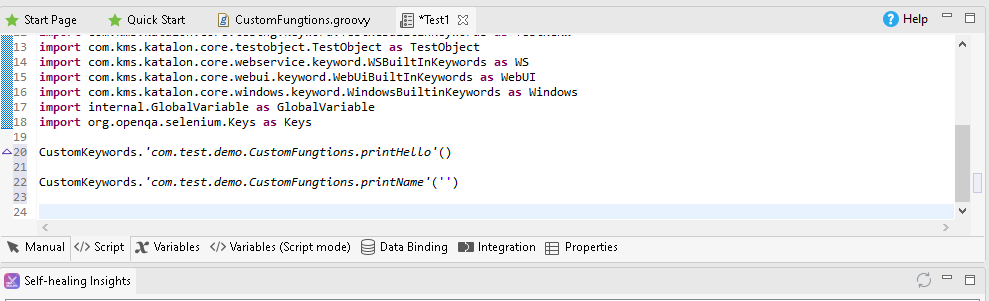 Start Page Quick Start CustomFungtions.groovy *Test1 Help
13 import com.kms.katalon.core.testobject.TestObject as TestObject
14 import com.kms.katalon.core.webservice.keyword.WSBuiltInKeywords as WS
15 import com.kms.katalon.core.webui.keyword.WebUiBuiltInKeywords as WebUI
16 import com.kms.katalon.core.windows.keyword.WindowsBuiltinKeywords as Windows
17 import internal.GlobalVariable as GlobalVariable
18 import org.openqa.selenium.Keys as Keys
19
20 CustomKeywords.'com.test.demo.CustomFungtions.printHello'()
21
22 CustomKeywords.'com.test.demo.CustomFungtions.printName'('')
23
24
Manual </> Script Variables </> Variables (Script mode) Data Binding Integration Properties
Self-healing Insights